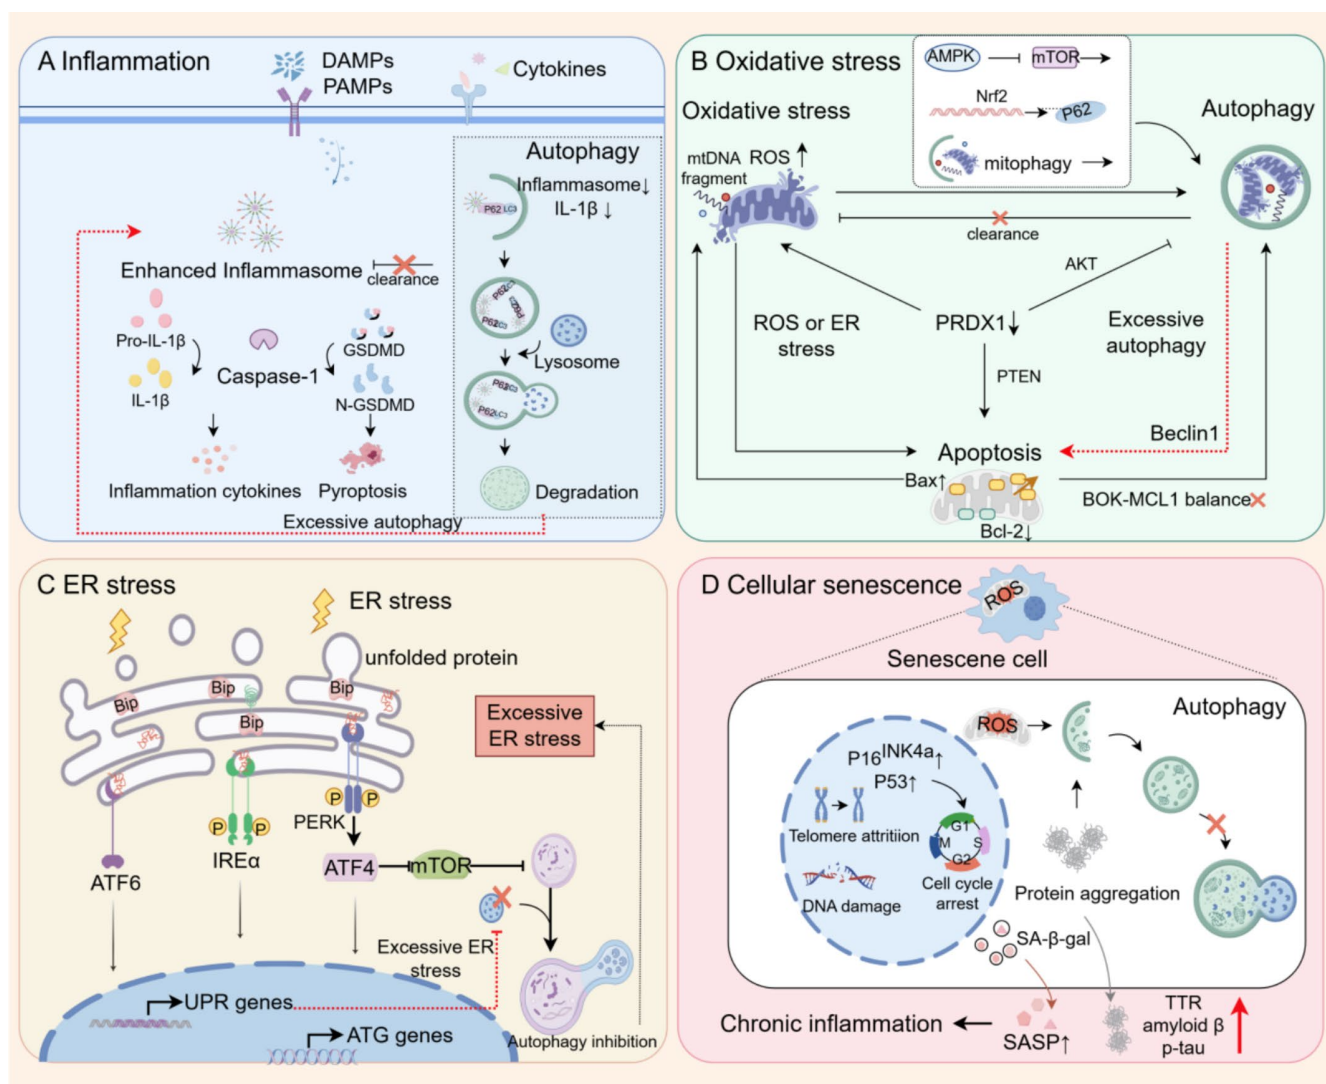 A Inflammation
DAMPs
PAMPs
Cytokines
Autophagy
Inflammasome↓
IL-1β ↓
P62 LC3
Enhanced Inflammasome
clearance
P62LC3
P62
P62LC3
Pro-IL-1β
GSDMD
Lysosome
Caspase-1
IL-1β
N-GSDMD
P62LC3
P62LC3
Inflammation cytokines
Pyroptosis
Degradation
Excessive autophagy
B Oxidative stress
AMPK
mTOR
Nrf2
P62
mitophagy
Oxidative stress
Autophagy
mtDNA
fragment
ROS
clearance
AKT
ROS or ER
stress
PRDX1↓
Excessive
autophagy
PTEN
Beclin1
Apoptosis
Bax↑
BOK-MCL1 balance
Bcl-2↓
C ER stress
ER stress
unfolded protein
Bip
Bip
Bip
Bip
Excessive
ER stress
P
P
P
P
PERK
IREα
ATF6
ATF4
mTOR
Excessive ER
stress
UPR genes
ATG genes
Autophagy inhibition
D Cellular senescence
ROS
Senescene cell
Autophagy
ROS
P16INK4a↑
P53↑
Telomere attritiion
G1
M
S
G2
Cell cycle
arrest
DNA damage
Protein aggregation
SA-β-gal
Chronic inflammation
SASP↑
TTR
amyloid β
p-tau